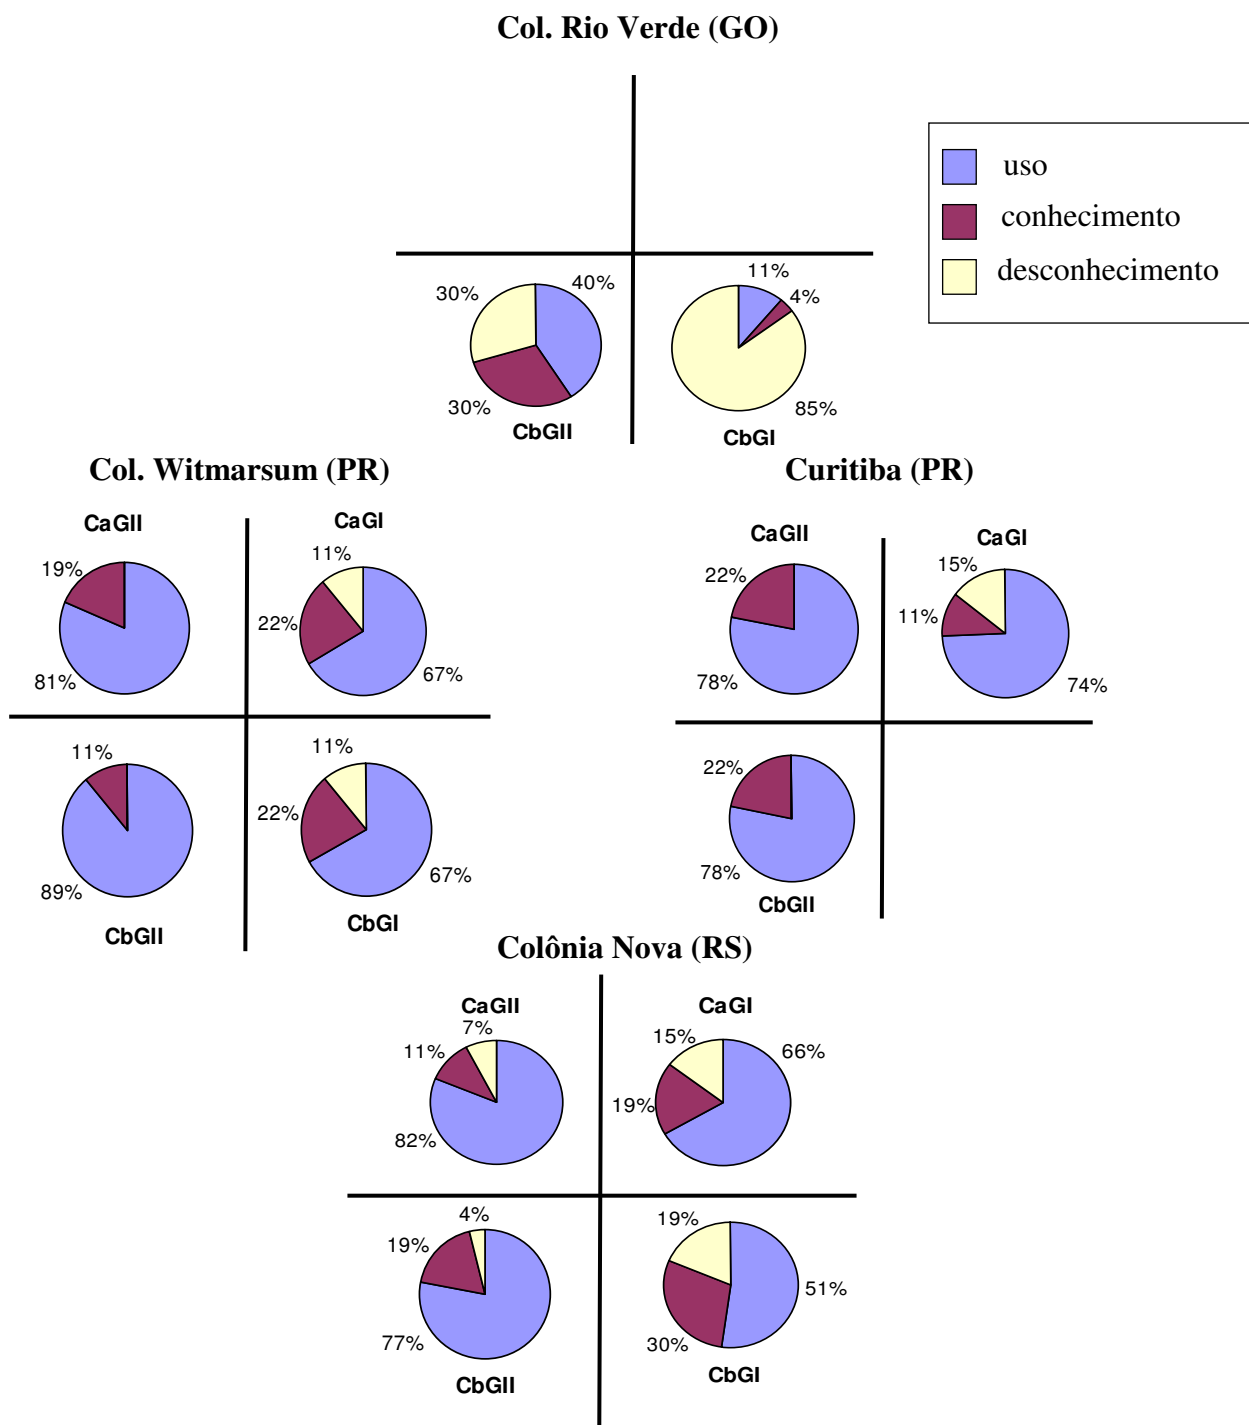 Col. Rio Verde (GO)
uso
conhecimento
desconhecimento
30%
40%
30%
CbGII
11%
4%
85%
CbGI
Col. Witmarsum (PR)
CaGII
19%
81%
CaGI
11%
22%
67%
11%
89%
CbGII
11%
22%
67%
CbGI
Curitiba (PR)
CaGII
22%
78%
CaGI
15%
11%
74%
22%
78%
CbGII
Colônia Nova (RS)
CaGII
7%
11%
82%
CaGI
15%
66%
19%
4%
19%
77%
CbGII
19%
51%
30%
CbGI